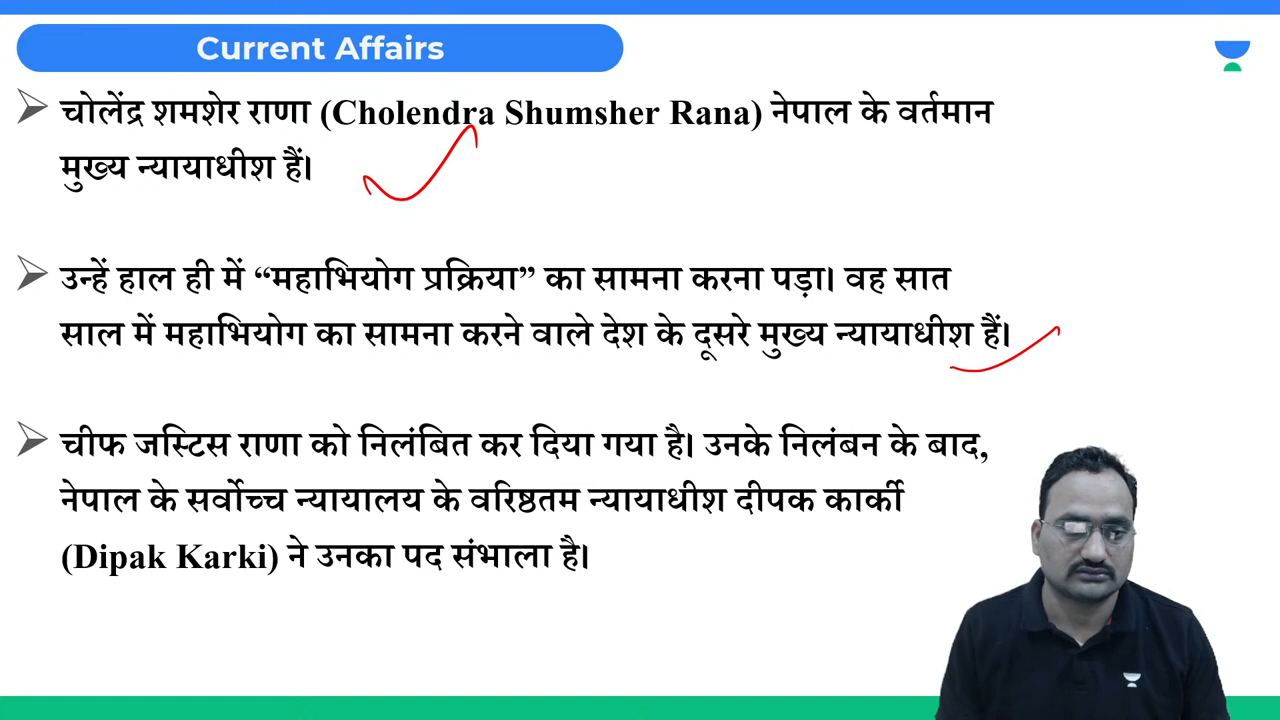 Current Affairs
चोलेंद्र शमशेर राणा (Cholendra Shumsher Rana) नेपाल के वर्तमान
मुख्य न्यायाधीश हैं।
उन्हें हाल ही में “महाभियोग प्रक्रिया” का सामना करना पड़ा। वह सात
साल में महाभियोग का सामना करने वाले देश के दूसरे मुख्य न्यायाधीश हैं।
चीफ जस्टिस राणा को निलंबित कर दिया गया है। उनके निलंबन के बाद,
नेपाल के सर्वोच्च न्यायालय के वरिष्ठतम न्यायाधीश दीपक कार्की
(Dipak Karki) ने उनका पद संभाला है।